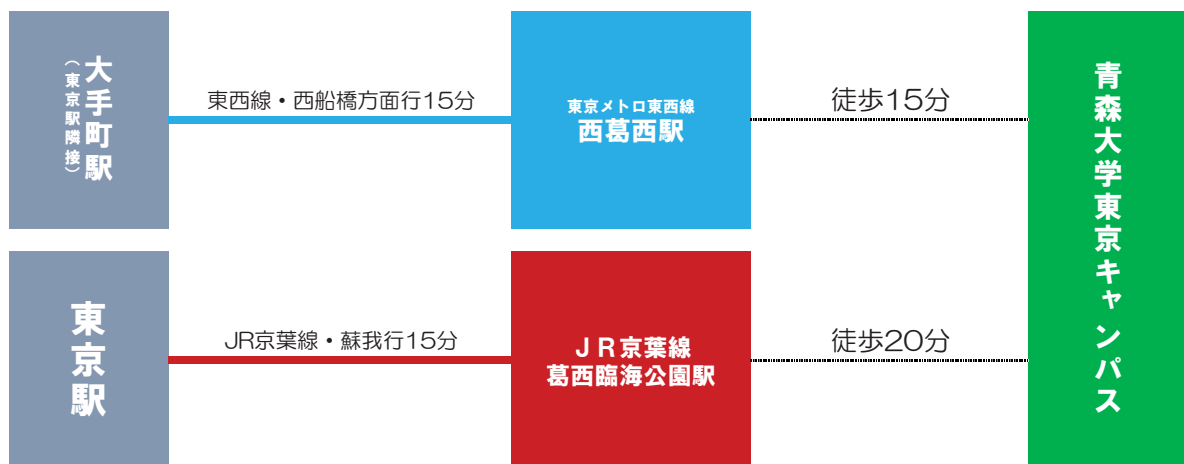 大手町駅
（東京駅隣接）
東西線・西船橋方面行15分
東京メトロ東西線
西葛西駅
徒歩15分
東京駅
JR京葉線・蘇我行15分
ＪＲ京葉線
葛西臨海公園駅
徒歩20分
青森大学東京キャンパス